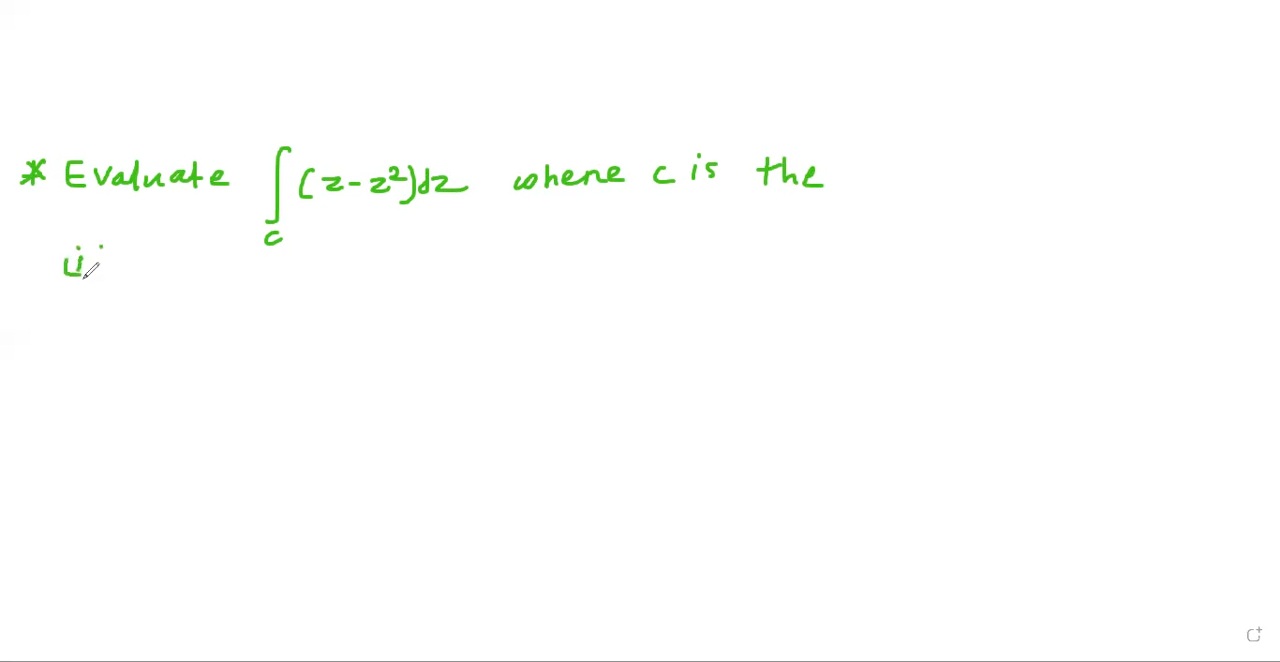 * Evaluate ∫_c (z - z²)dz where c is the